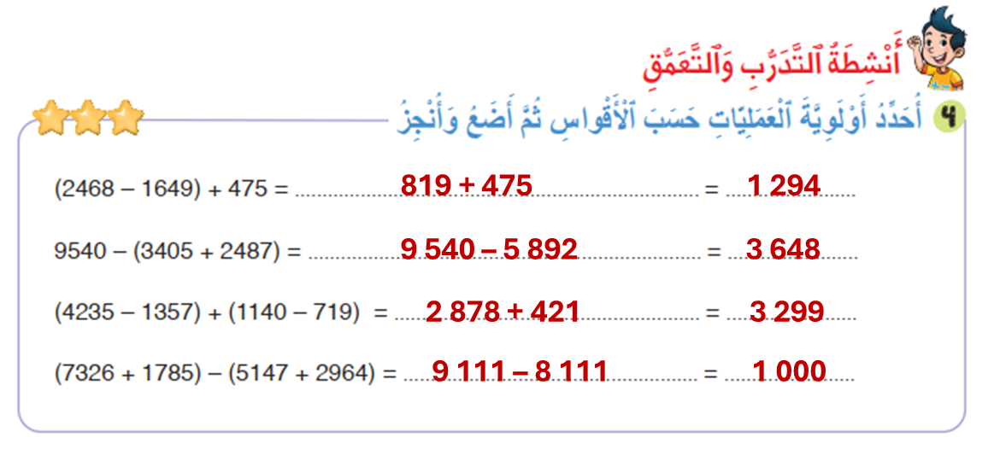 أَنْشِطَةُ ٱلتَّدَرُّبِ وَٱلتَّعَمُّقِ
4 أُحَدِّدُ أَوْلَوِيَّةَ ٱلْعَمَلِيّاتِ حَسَبَ ٱلْأَقْواسِ ثُمَّ أَضَعُ وَأُنْجِزُ
(2468 – 1649) + 475 = ..................819 + 475.................. = ...1 294......
9540 – (3405 + 2487) = ..................9 540 – 5 892.................. = ...3 648......
(4235 – 1357) + (1140 – 719) = ......2 878 + 421.................. = ....3 299......
(7326 + 1785) – (5147 + 2964) = .....9 111 – 8 111.................. = .....1 000.....